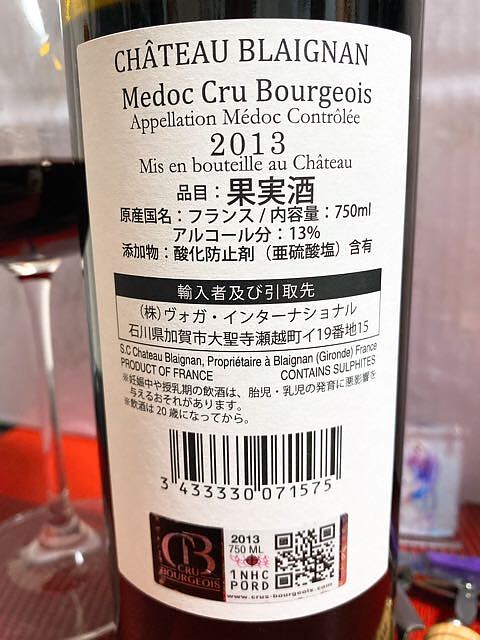 CHÂTEAU BLAIGNAN
Medoc Cru Bourgeois
Appellation Médoc Contrôlée
2013
Mis en bouteille au Château
品目：果実酒
原産国名：フランス / 内容量：750ml
アルコール分：13%
添加物：酸化防止剤（亜硫酸塩）含有
輸入者及び引取先
（株）ヴォガ・インターナショナル
石川県加賀市大聖寺瀬越町イ19番地15
S.C Chateau Blaignan, Propriétaire à Blaignan (Gironde) France
PRODUCT OF FRANCE CONTAINS SULPHITES
※妊娠中や授乳期の飲酒は、胎児・乳児の発育に悪影響を
与えるおそれがあります。
※飲酒は20歳になってから。
3 433330 071575
CB
CRU
BOURGEOIS
2013
750 ML
1NHC
PORD
www.crus-bourgeois.com